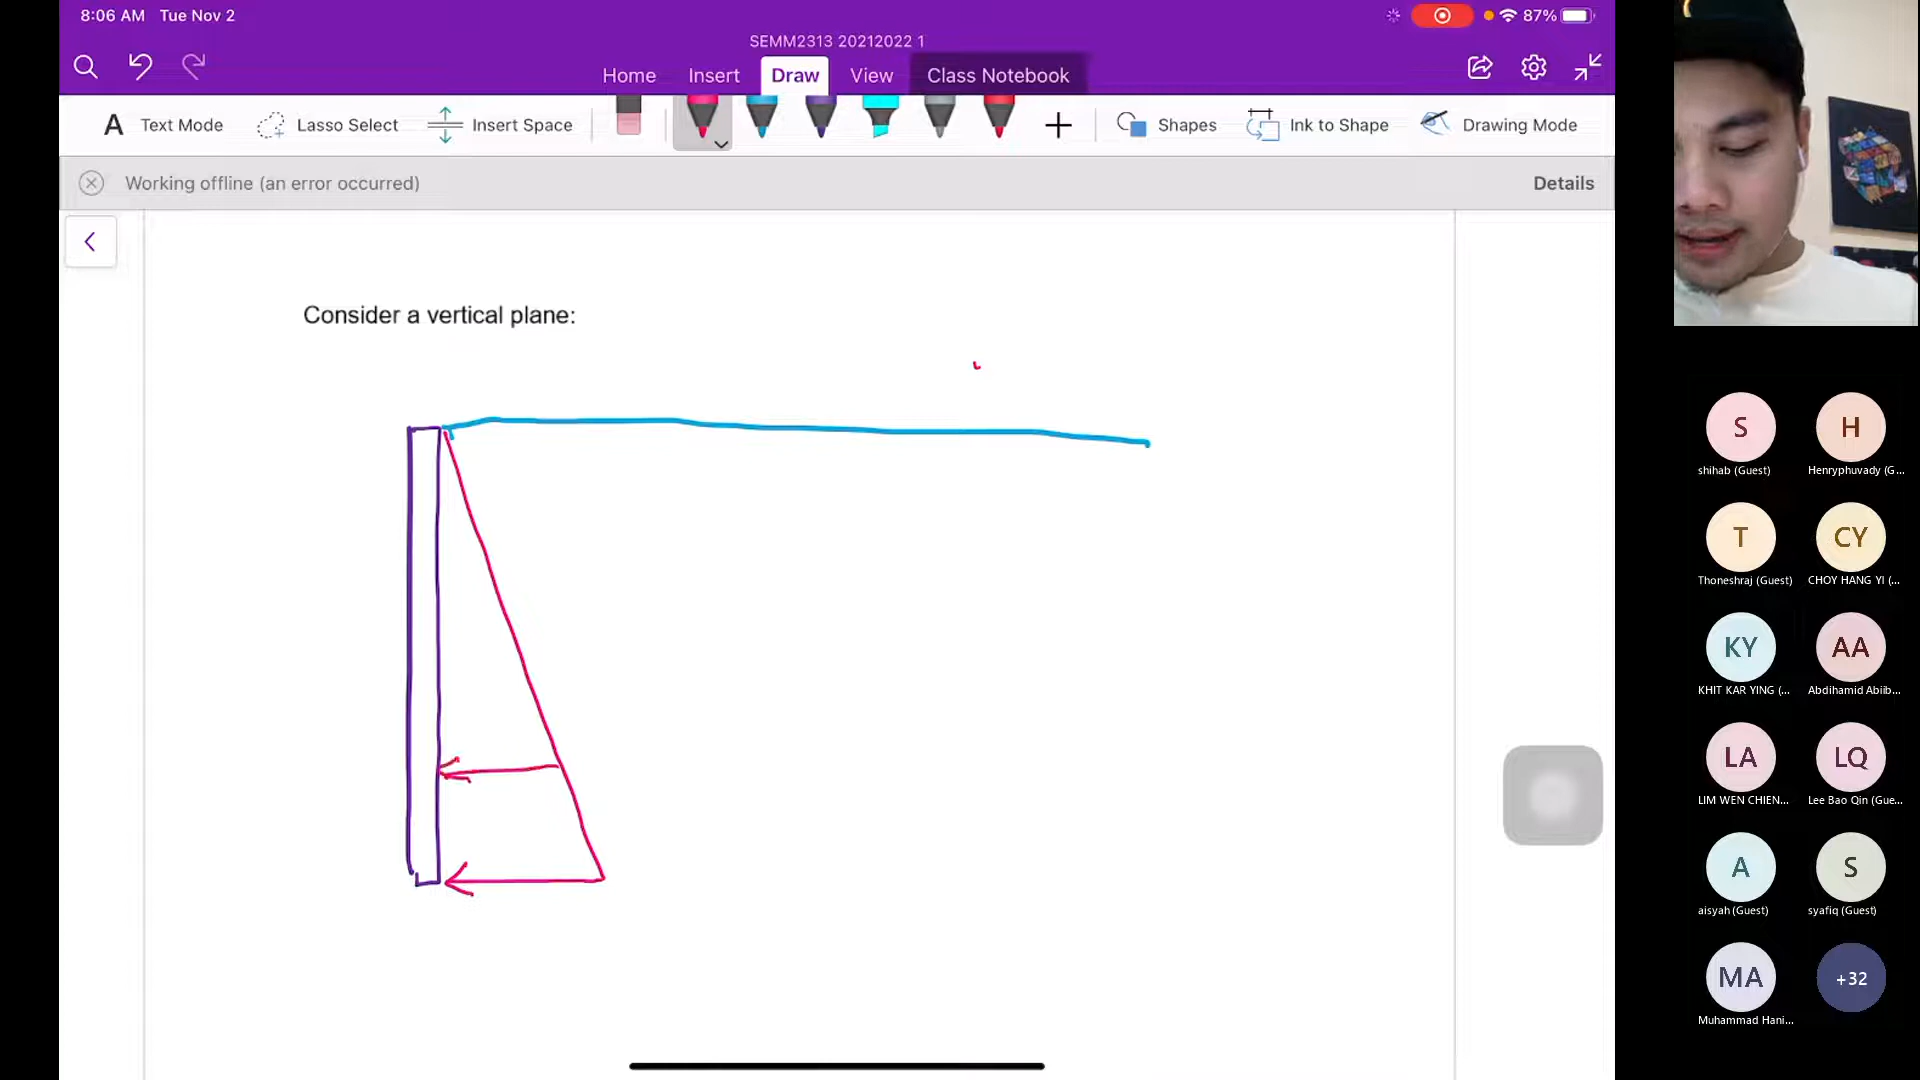 8:06 AM Tue Nov 2
87%
SEMM2313 20212022 1
Home Insert Draw View Class Notebook
A Text Mode Lasso Select Insert Space Shapes Ink to Shape Drawing Mode
Working offline (an error occurred) Details
Consider a vertical plane:
S H
shihab (Guest) Henryphuvady (G...
T CY
Thoneshraj (Guest) CHOY HANG YI (...
KY AA
KHIT KAR YING (... Abdihamid Abiib...
LA LQ
LIM WEN CHIEN... Lee Bao Qin (Gue...
A S
aisyah (Guest) syafiq (Guest)
MA +32
Muhammad Hani...